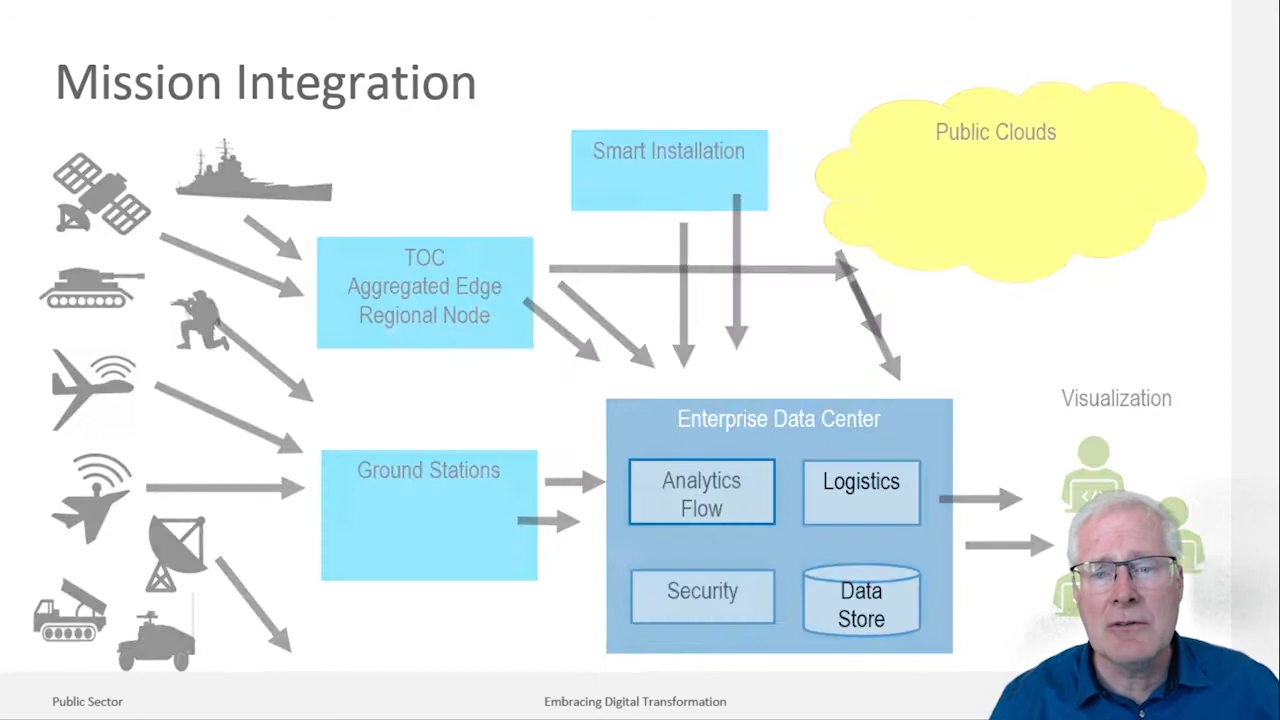 Mission Integration
Smart Installation
Public Clouds
TOC
Aggregated Edge
Regional Node
Visualization
Enterprise Data Center
Ground Stations
Analytics
Flow
Logistics
Security
Data
Store
Public Sector
Embracing Digital Transformation